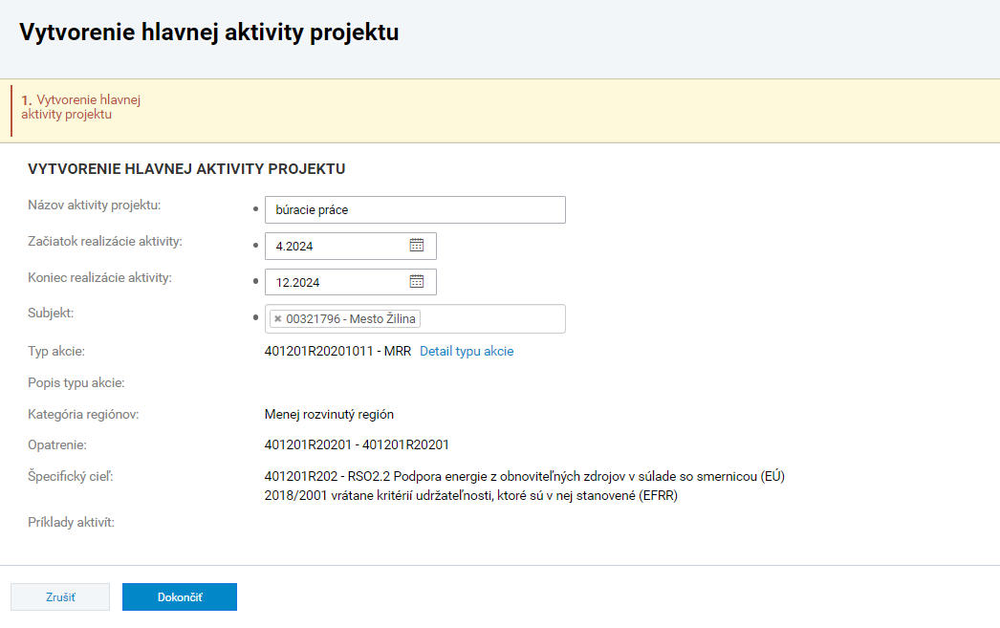 Vytvorenie hlavnej aktivity projektu
1. Vytvorenie hlavnej
aktivity projektu
VYTVORENIE HLAVNEJ AKTIVITY PROJEKTU
Názov aktivity projektu:
búracie práce
Začiatok realizácie aktivity:
4.2024
Koniec realizácie aktivity:
12.2024
Subjekt:
00321796 - Mesto Žilina
Typ akcie:
401201R20201011 - MRR Detail typu akcie
Popis typu akcie:
Kategória regiónov:
Menej rozvinutý región
Opatrenie:
401201R20201 - 401201R20201
Špecifický cieľ:
401201R202 - RSO2.2 Podpora energie z obnoviteľných zdrojov v súlade so smernicou (EÚ)
2018/2001 vrátane kritérií udržateľnosti, ktoré sú v nej stanovené (EFRR)
Príklady aktivít:
Zrušiť
Dokončiť